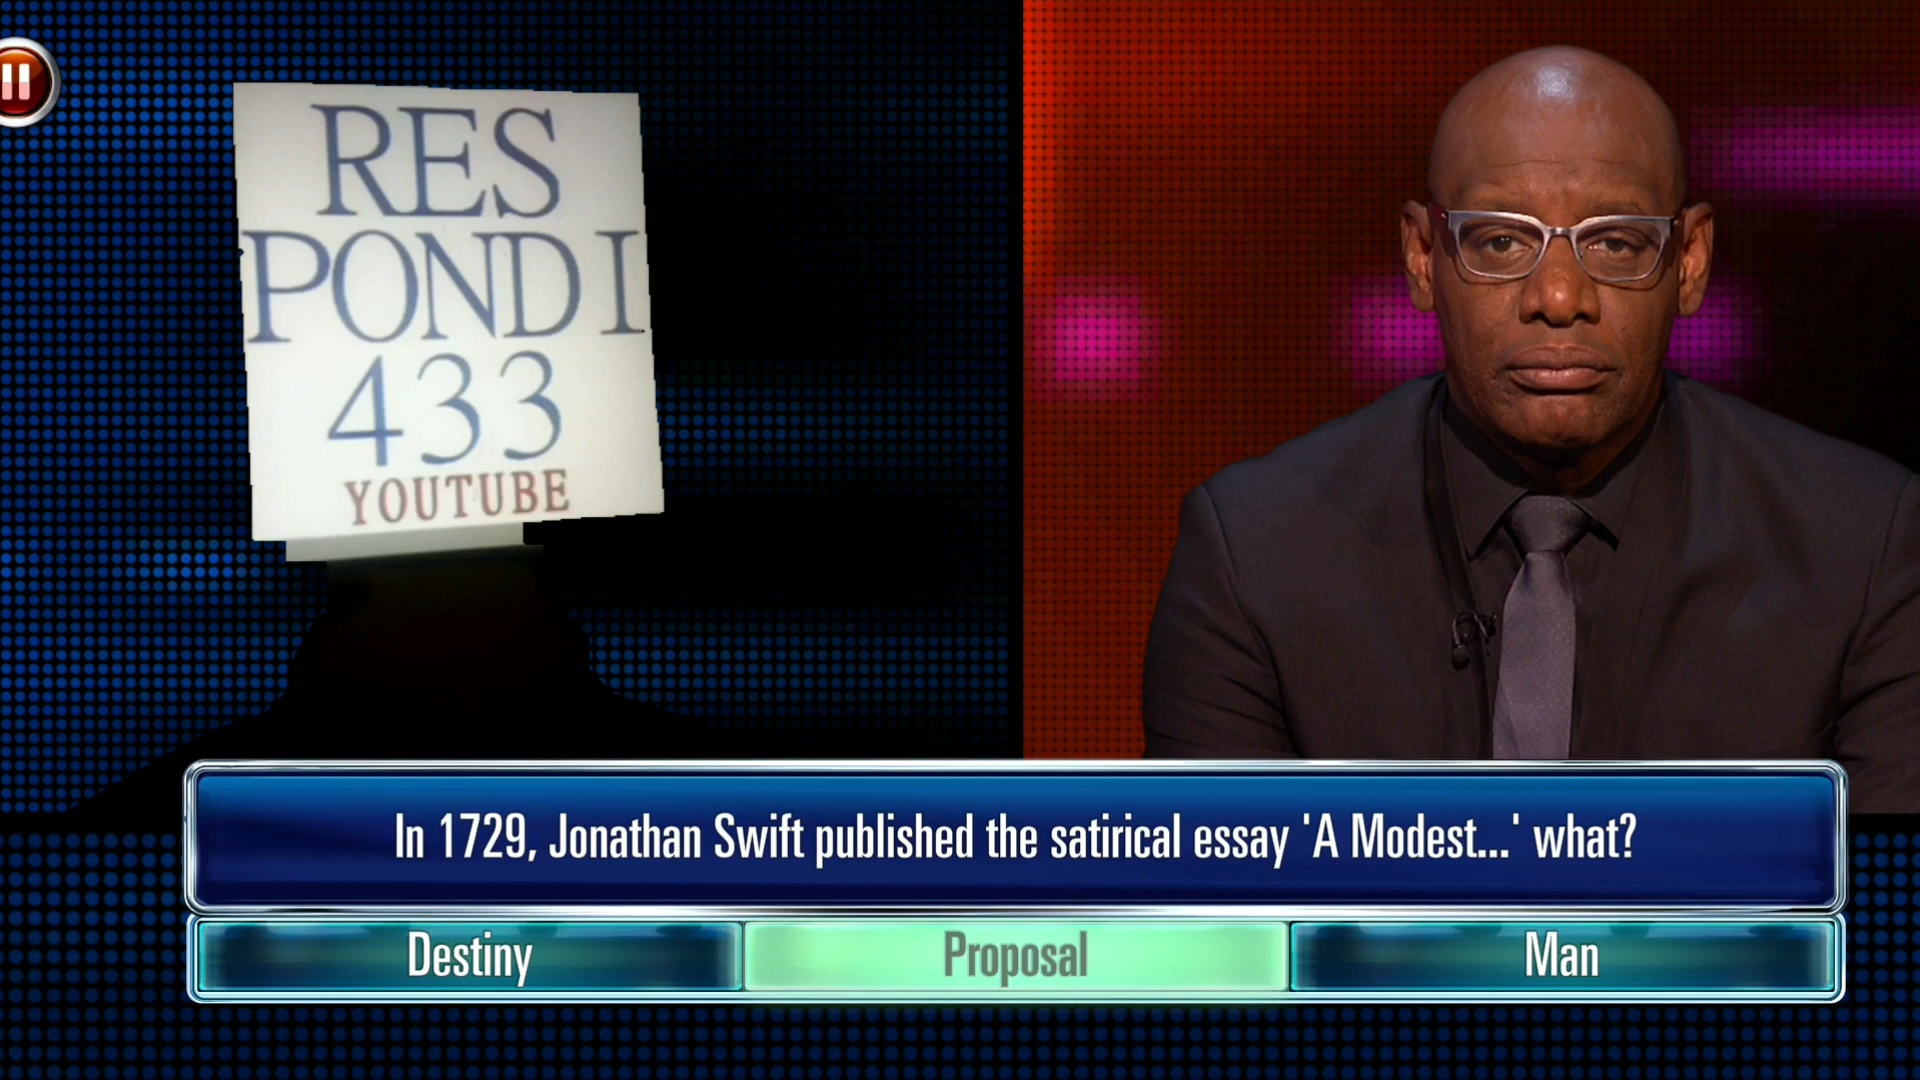 RES
POND I
433
YOUTUBE
In 1729, Jonathan Swift published the satirical essay 'A Modest...' what?
Destiny
Proposal
Man